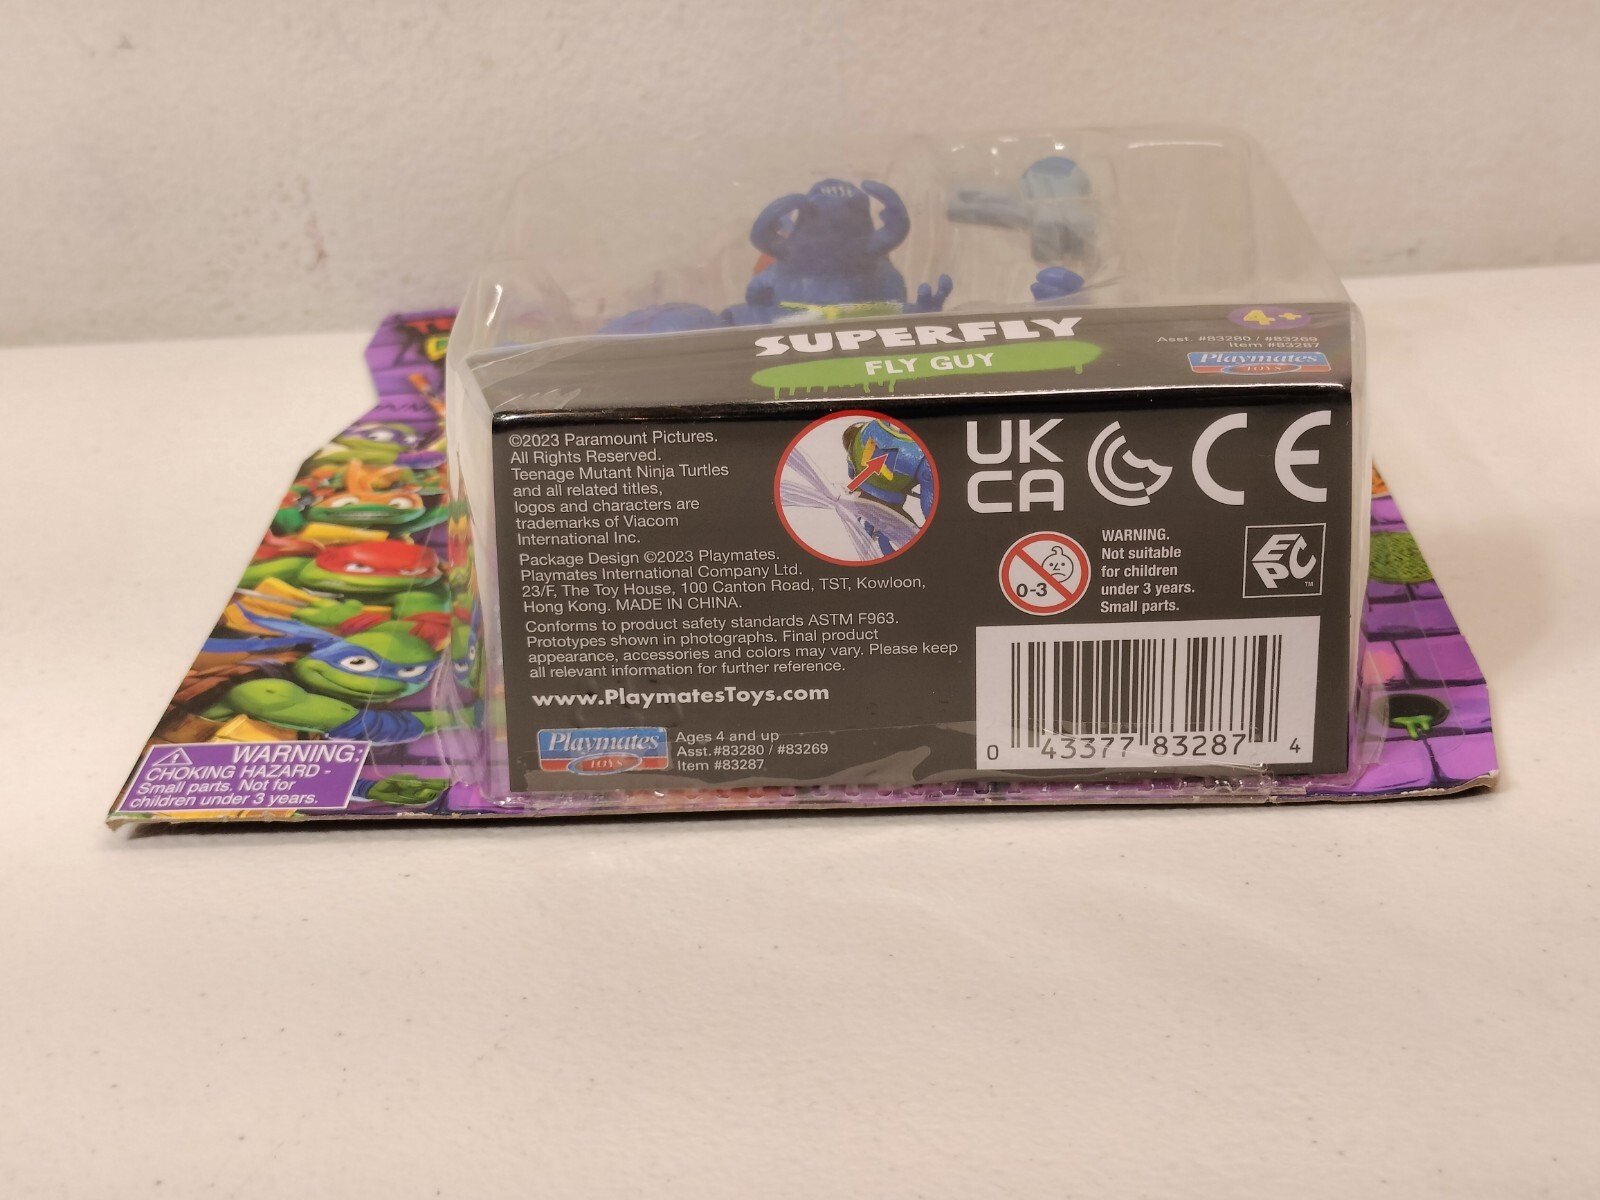 SUPERFLY
FLY GUY
4+
Asst. #83280 / #83269
Item #83287
Playmates
TOYS
©2023 Paramount Pictures.
All Rights Reserved.
Teenage Mutant Ninja Turtles
and all related titles,
logos and characters are
trademarks of Viacom
International Inc.
Package Design ©2023 Playmates.
Playmates International Company Ltd.
23/F, The Toy House, 100 Canton Road, TST, Kowloon,
Hong Kong. MADE IN CHINA.
Conforms to product safety standards ASTM F963.
Prototypes shown in photographs. Final product
appearance, accessories and colors may vary. Please keep
all relevant information for further reference.
www.PlaymatesToys.com
Playmates
TOYS
Ages 4 and up
Asst.#83280 / #83269
Item #83287
UK
CA
CE
0-3
WARNING.
Not suitable
for children
under 3 years.
Small parts.
EPC
TM
0 43377 83287 4
WARNING:
CHOKING HAZARD -
Small parts. Not for
children under 3 years.